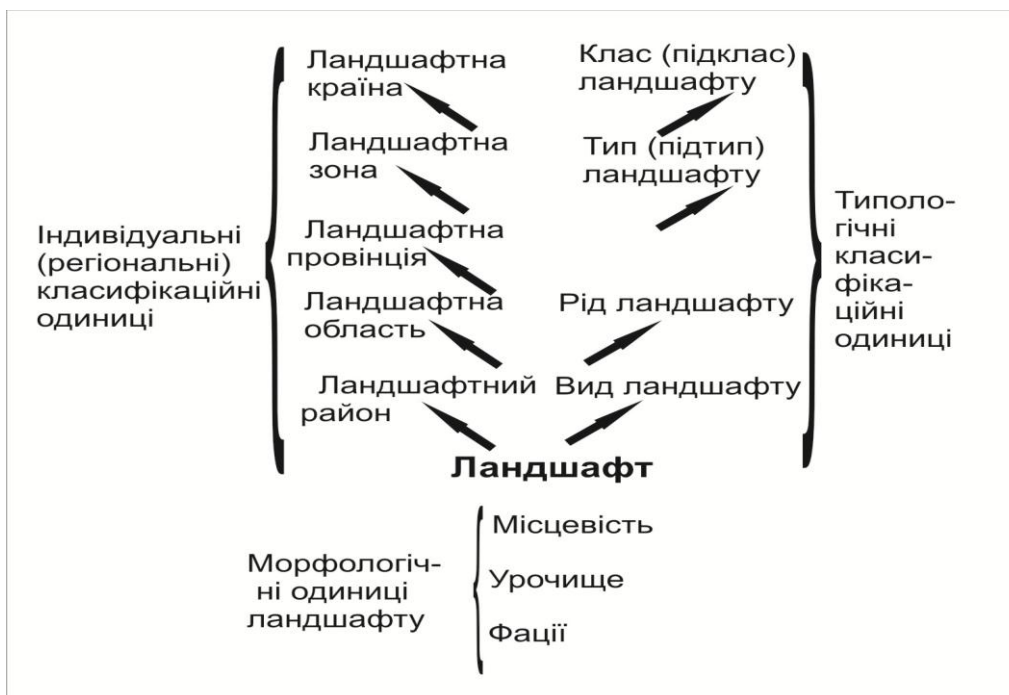 Ландшафтна
країна
Ландшафтна
зона
Ландшафтна
провінція
Ландшафтна
область
Ландшафтний
район
Індивідуальні
(регіональні)
класифікаційні
одиниці
Клас (підклас)
ландшафту
Тип (підтип)
ландшафту
Рід ландшафту
Вид ландшафту
Типоло-
гічні
класи-
фіка-
ційні
одиниці
Ландшафт
Морфологіч-
ні одиниці
ландшафту
Місцевість
Урочище
Фації